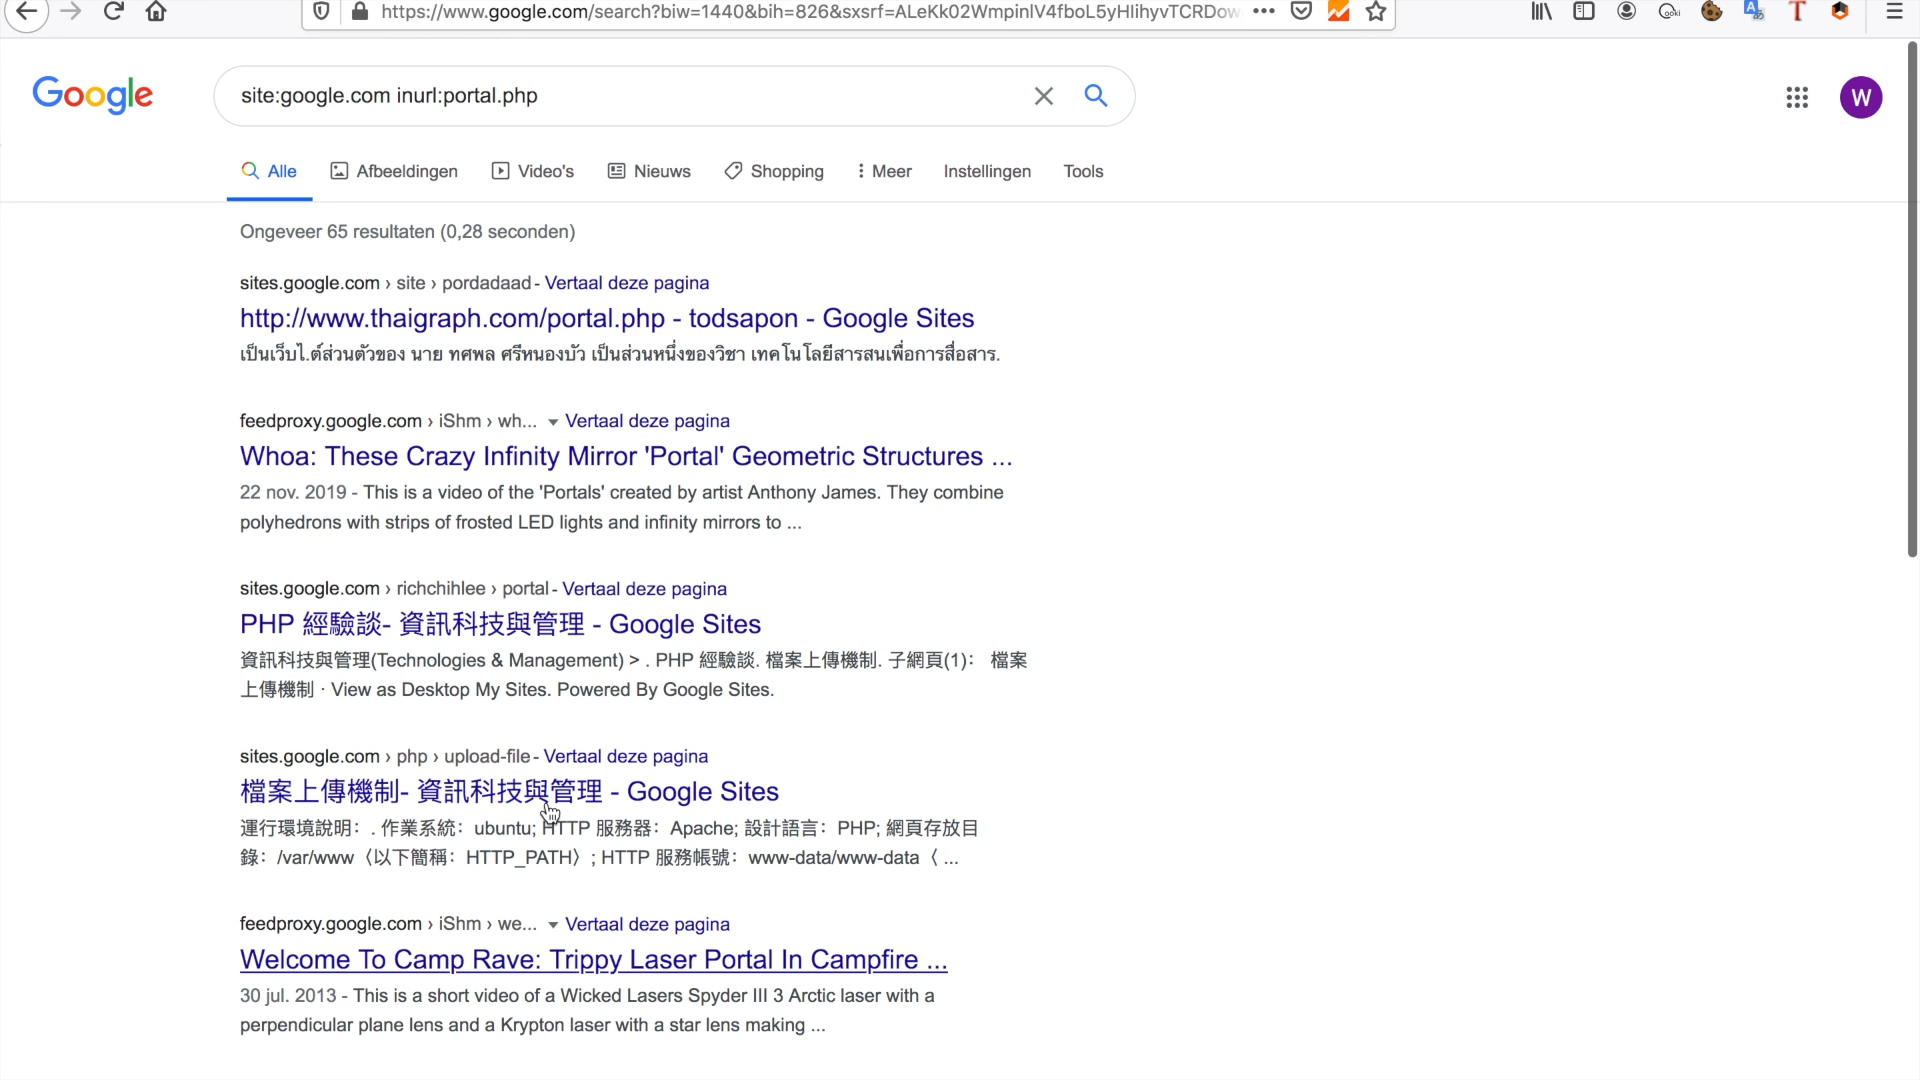 https://www.google.com/search?biw=1440&bih=826&sxsrf=ALeKk02WmpinlV4fboL5yHlihyvTCRDow
Google
site:google.com inurl:portal.php
W
Alle Afbeeldingen Video's Nieuws Shopping Meer Instellingen Tools
Ongeveer 65 resultaten (0,28 seconden)
sites.google.com › site › pordadaad - Vertaal deze pagina
http://www.thaigraph.com/portal.php - todsapon - Google Sites
เป็นเว็บไ.ต์ส่วนตัวของ นาย ทศพล ศรีหนองบัว เป็นส่วนหนึ่งของวิชา เทคโนโลยีสารสนเพื่อการสื่อสาร.
feedproxy.google.com › iShm › wh... Vertaal deze pagina
Whoa: These Crazy Infinity Mirror 'Portal' Geometric Structures ...
22 nov. 2019 - This is a video of the 'Portals' created by artist Anthony James. They combine
polyhedrons with strips of frosted LED lights and infinity mirrors to ...
sites.google.com › richchihlee › portal - Vertaal deze pagina
PHP 經驗談- 資訊科技與管理 - Google Sites
資訊科技與管理(Technologies & Management) > . PHP 經驗談. 檔案上傳機制. 子網頁(1)： 檔案
上傳機制 · View as Desktop My Sites. Powered By Google Sites.
sites.google.com › php › upload-file - Vertaal deze pagina
檔案上傳機制- 資訊科技與管理 - Google Sites
運行環境說明：. 作業系統：ubuntu; HTTP 服務器：Apache; 設計語言：PHP; 網頁存放目
錄：/var/www〈以下簡稱：HTTP_PATH〉; HTTP 服務帳號：www-data/www-data〈 ...
feedproxy.google.com › iShm › we... Vertaal deze pagina
Welcome To Camp Rave: Trippy Laser Portal In Campfire ...
30 jul. 2013 - This is a short video of a Wicked Lasers Spyder III 3 Arctic laser with a
perpendicular plane lens and a Krypton laser with a star lens making ...